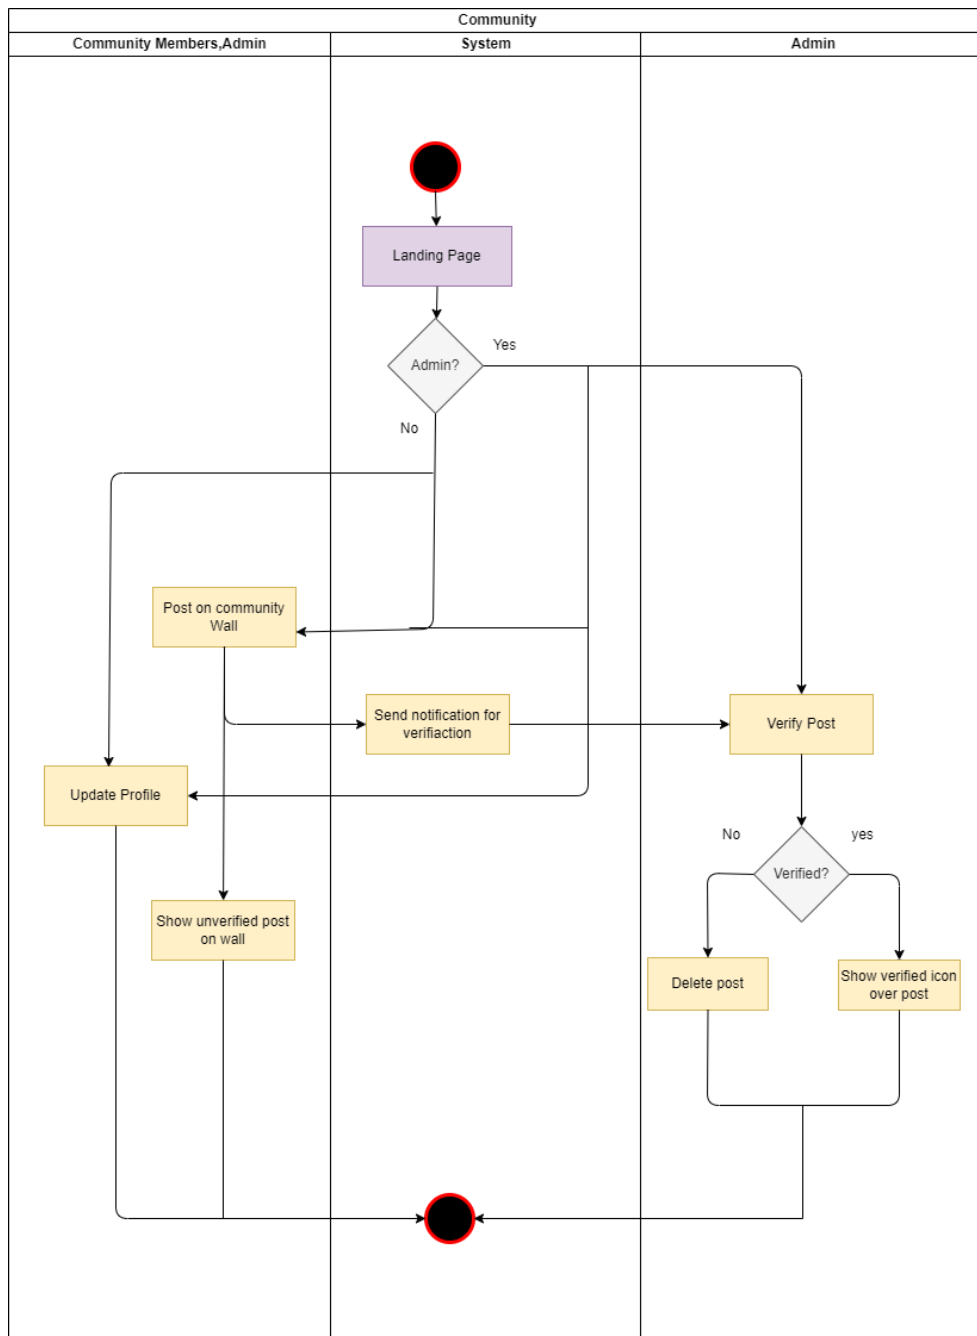 Community
Community Members,Admin
System
Admin
Landing Page
Admin?
Yes
No
Post on community
Wall
Send notification for
verifiaction
Verify Post
Update Profile
No
yes
Verified?
Show unverified post
on wall
Delete post
Show verified icon
over post